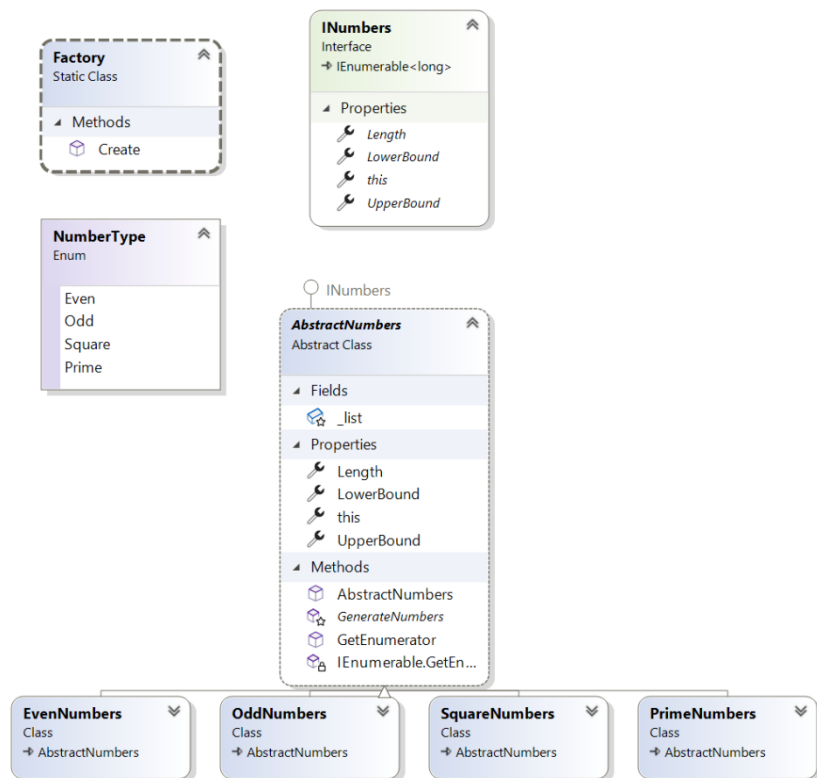 Factory
Static Class
Methods
Create
INumbers
Interface
IEnumerable<long>
Properties
Length
LowerBound
this
UpperBound
NumberType
Enum
Even
Odd
Square
Prime
INumbers
AbstractNumbers
Abstract Class
Fields
_list
Properties
Length
LowerBound
this
UpperBound
Methods
AbstractNumbers
GenerateNumbers
GetEnumerator
IEnumerable.GetEn...
EvenNumbers
Class
AbstractNumbers
OddNumbers
Class
AbstractNumbers
SquareNumbers
Class
AbstractNumbers
PrimeNumbers
Class
AbstractNumbers